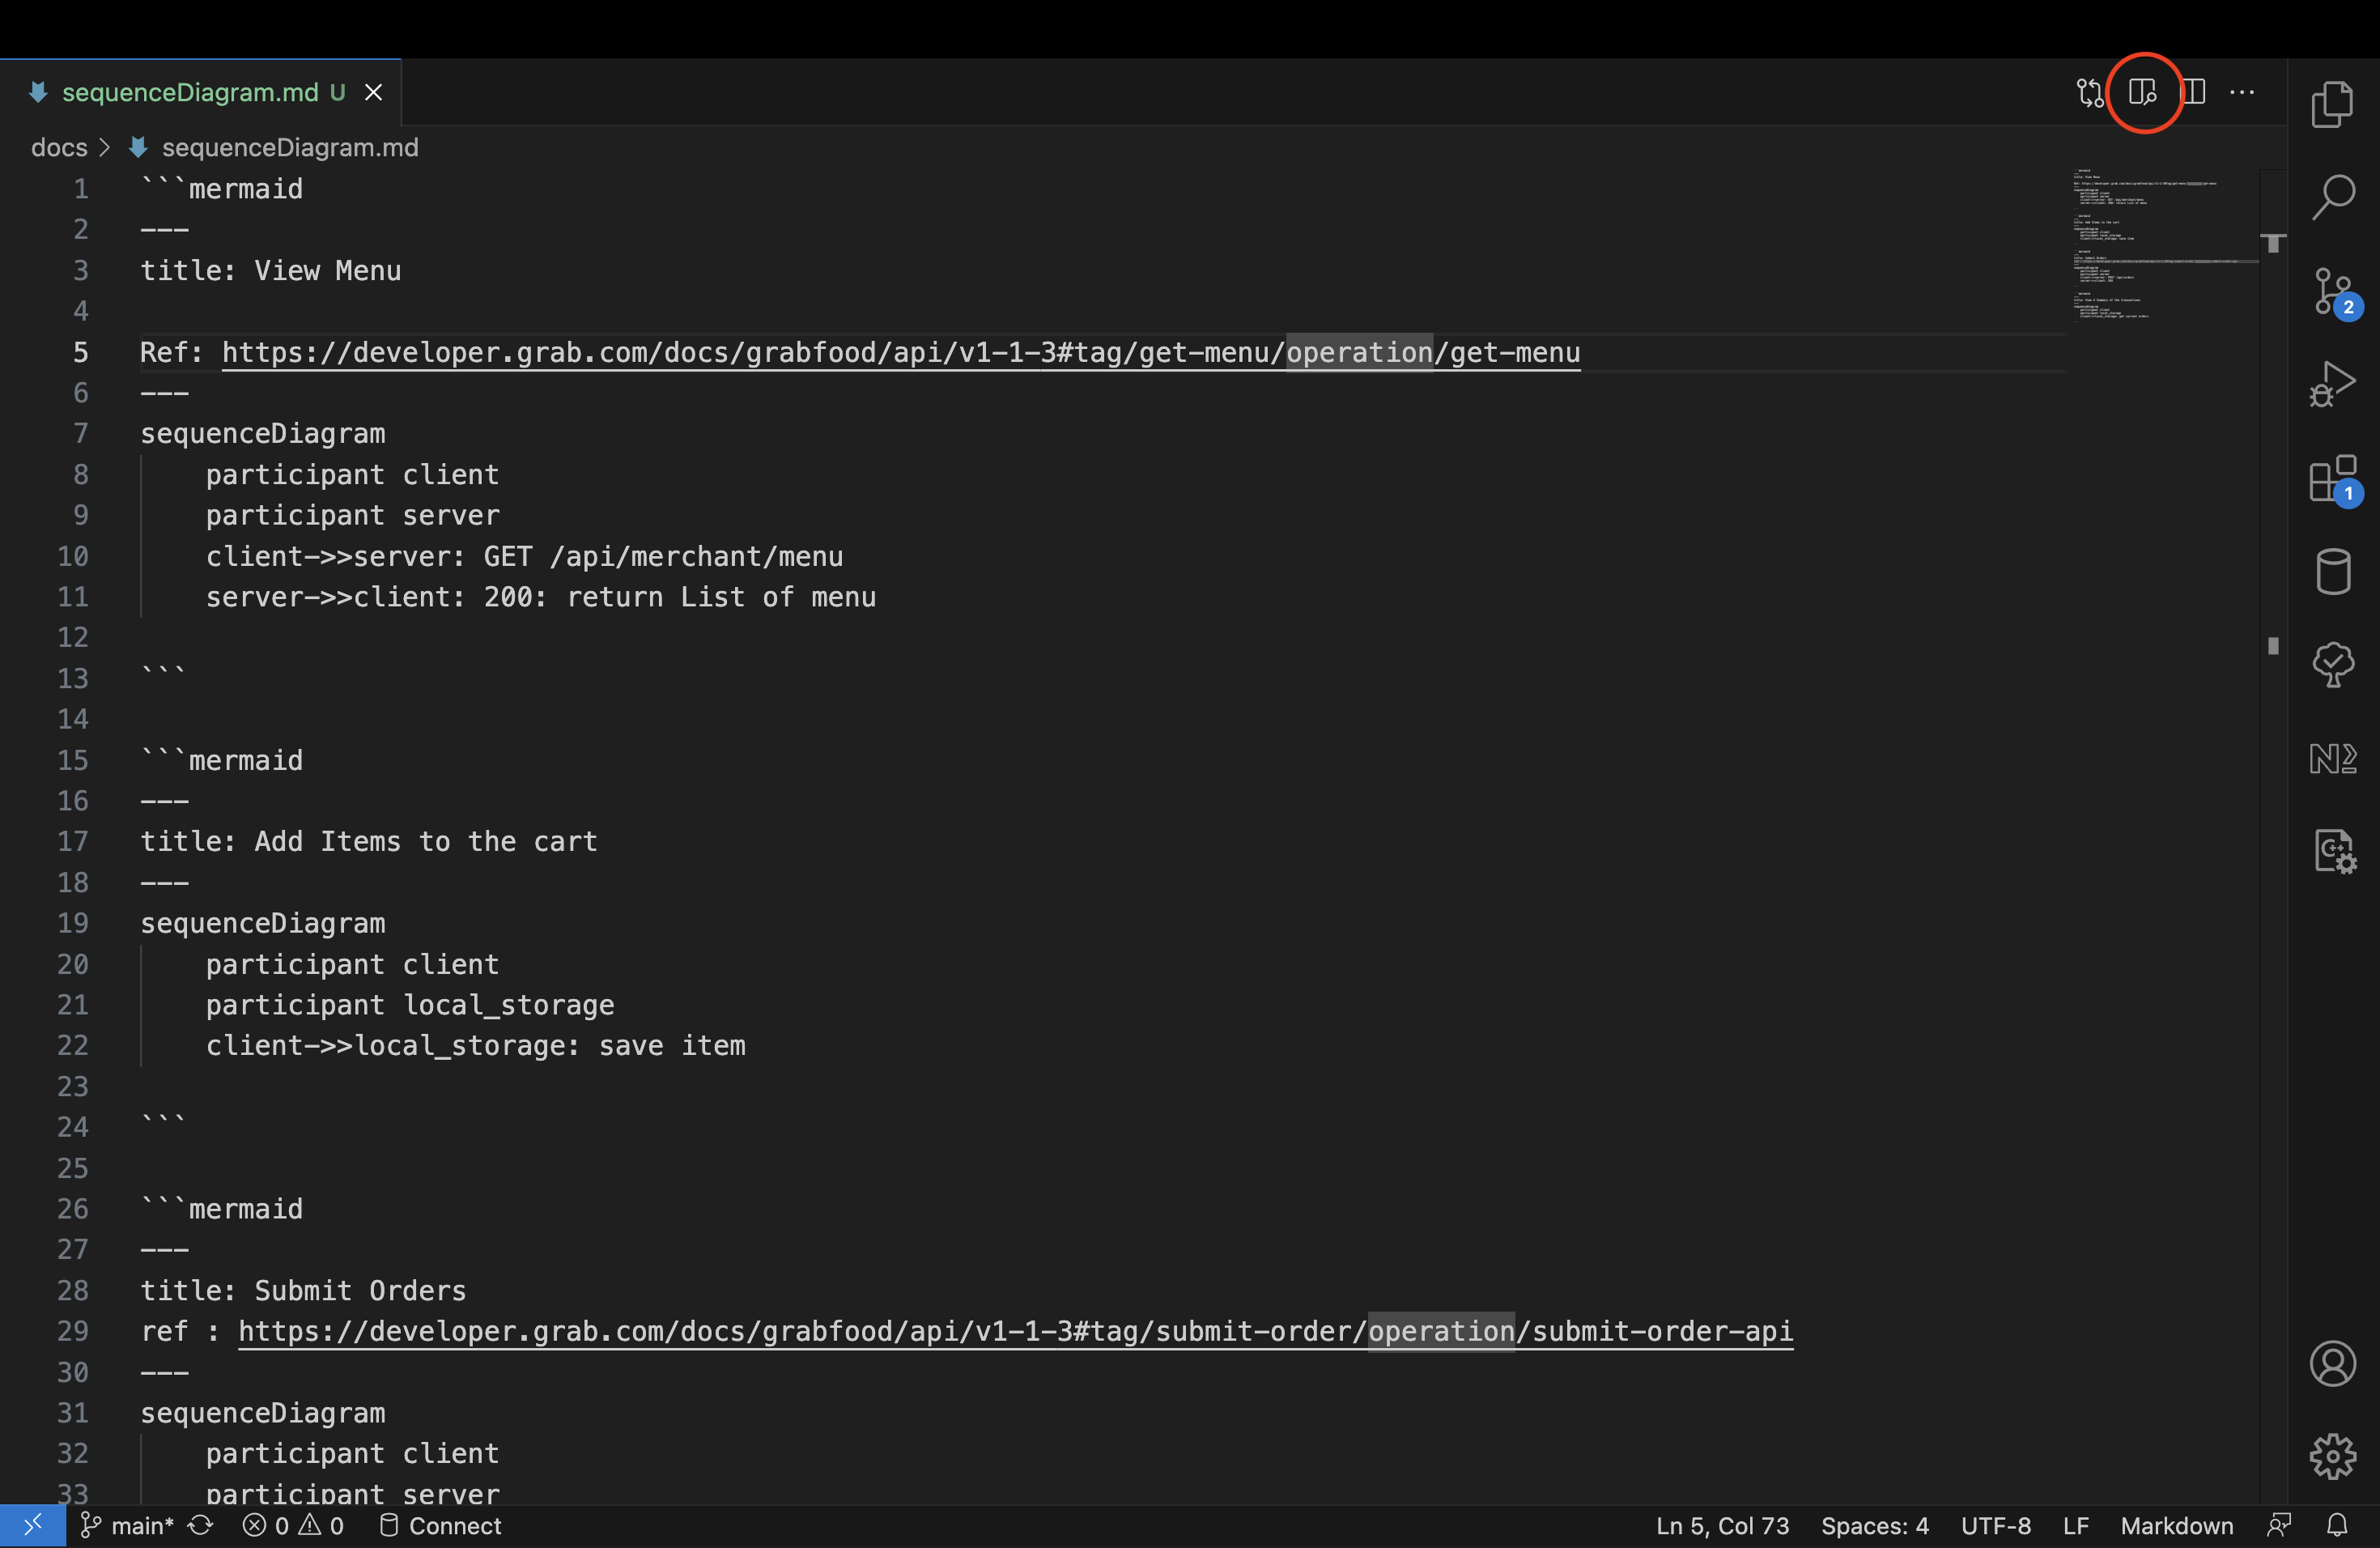 sequenceDiagram.md U
docs > sequenceDiagram.md
1 ```mermaid
2 ---
3 title: View Menu
4
5 Ref: https://developer.grab.com/docs/grabfood/api/v1-1-3#tag/get-menu/operation/get-menu
6 ---
7 sequenceDiagram
8 participant client
9 participant server
10 client->>server: GET /api/merchant/menu
11 server->>client: 200: return List of menu
12
13 ```
14
15 ```mermaid
16 ---
17 title: Add Items to the cart
18 ---
19 sequenceDiagram
20 participant client
21 participant local_storage
22 client->>local_storage: save item
23
24 ```
25
26 ```mermaid
27 ---
28 title: Submit Orders
29 ref : https://developer.grab.com/docs/grabfood/api/v1-1-3#tag/submit-order/operation/submit-order-api
30 ---
31 sequenceDiagram
32 participant client
33 participant server
2
1
N
C++
main* 0 0 Connect
Ln 5, Col 73 Spaces: 4 UTF-8 LF Markdown